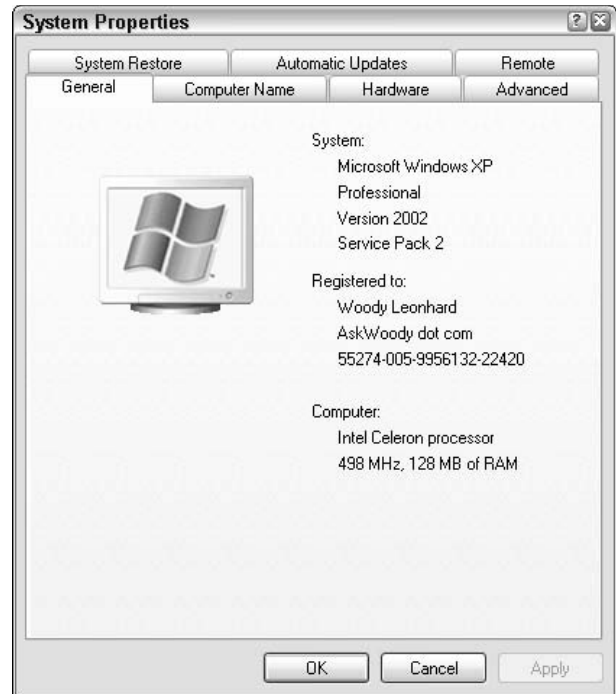 System Properties
System Restore
Automatic Updates
Remote
General
Computer Name
Hardware
Advanced
System:
Microsoft Windows XP
Professional
Version 2002
Service Pack 2
Registered to:
Woody Leonhard
AskWoody dot com
55274-005-9956132-22420
Computer:
Intel Celeron processor
498 MHz, 128 MB of RAM
OK
Cancel
Apply